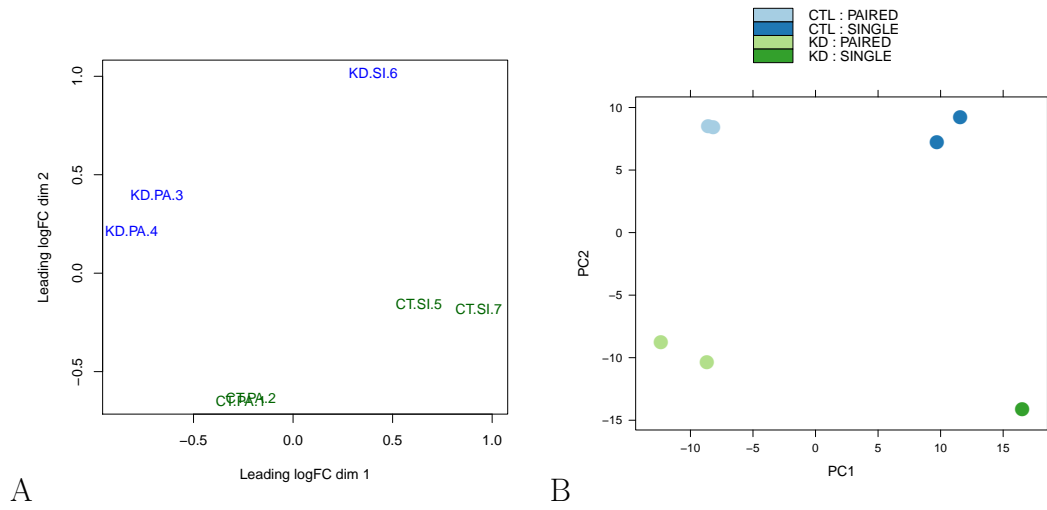 CTL : PAIRED
CTL : SINGLE
KD : PAIRED
KD : SINGLE
1.0
0.5
0.0
−0.5
Leading logFC dim 2
KD.SI.6
KD.PA.3
KD.PA.4
CT.SI.5
CT.SI.7
CT.PA.2
CT.PA.1
−0.5 0.0 0.5 1.0
Leading logFC dim 1
A
10
5
0
−5
−10
−15
PC2
−10 −5 0 5 10 15
PC1
B